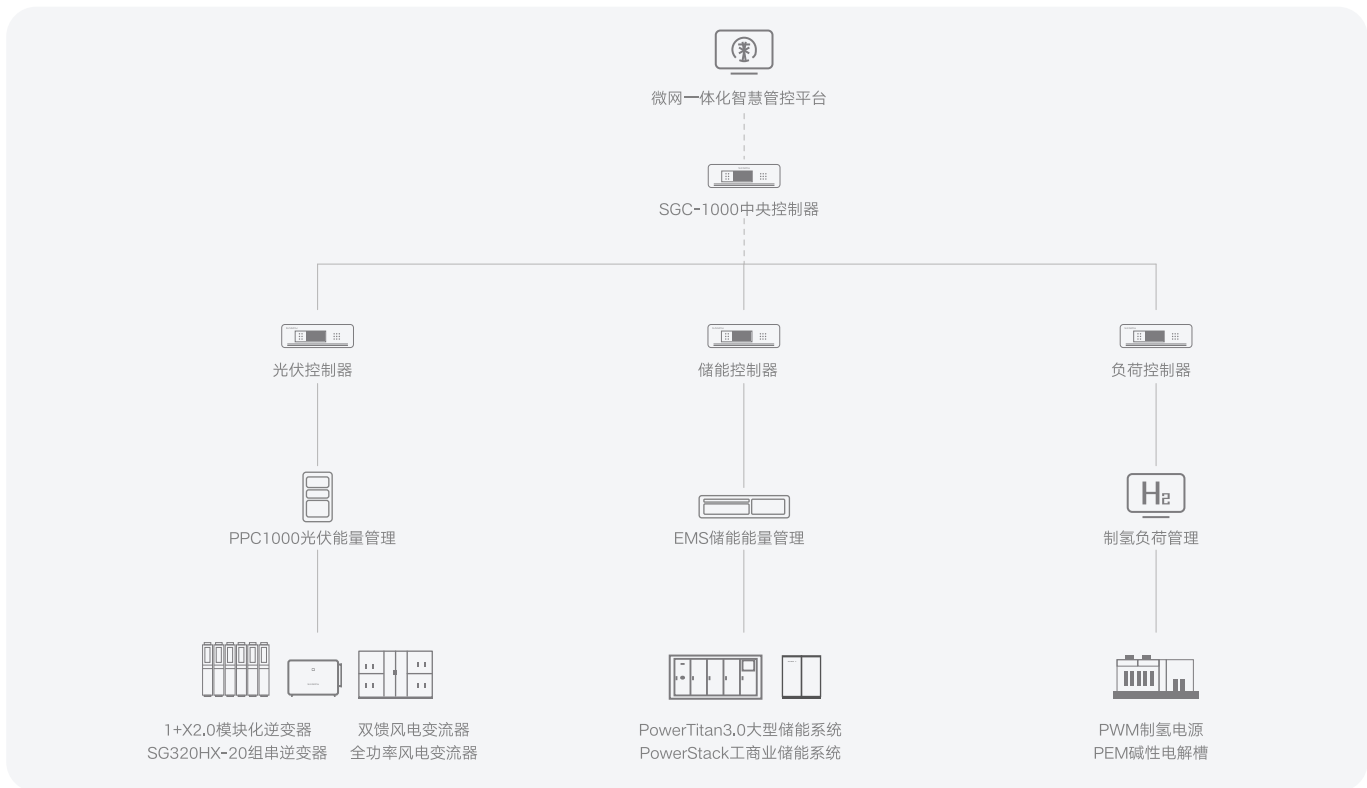 微网一体化智慧管控平台
SGC-1000中央控制器
光伏控制器
储能控制器
负荷控制器
H2
PPC1000光伏能量管理
EMS储能能量管理
制氢负荷管理
1+X2.0模块化逆变器
SG320HX-20组串逆变器
双馈风电变流器
全功率风电变流器
PowerTitan3.0大型储能系统
PowerStack工商业储能系统
PWM制氢电源
PEM碱性电解槽